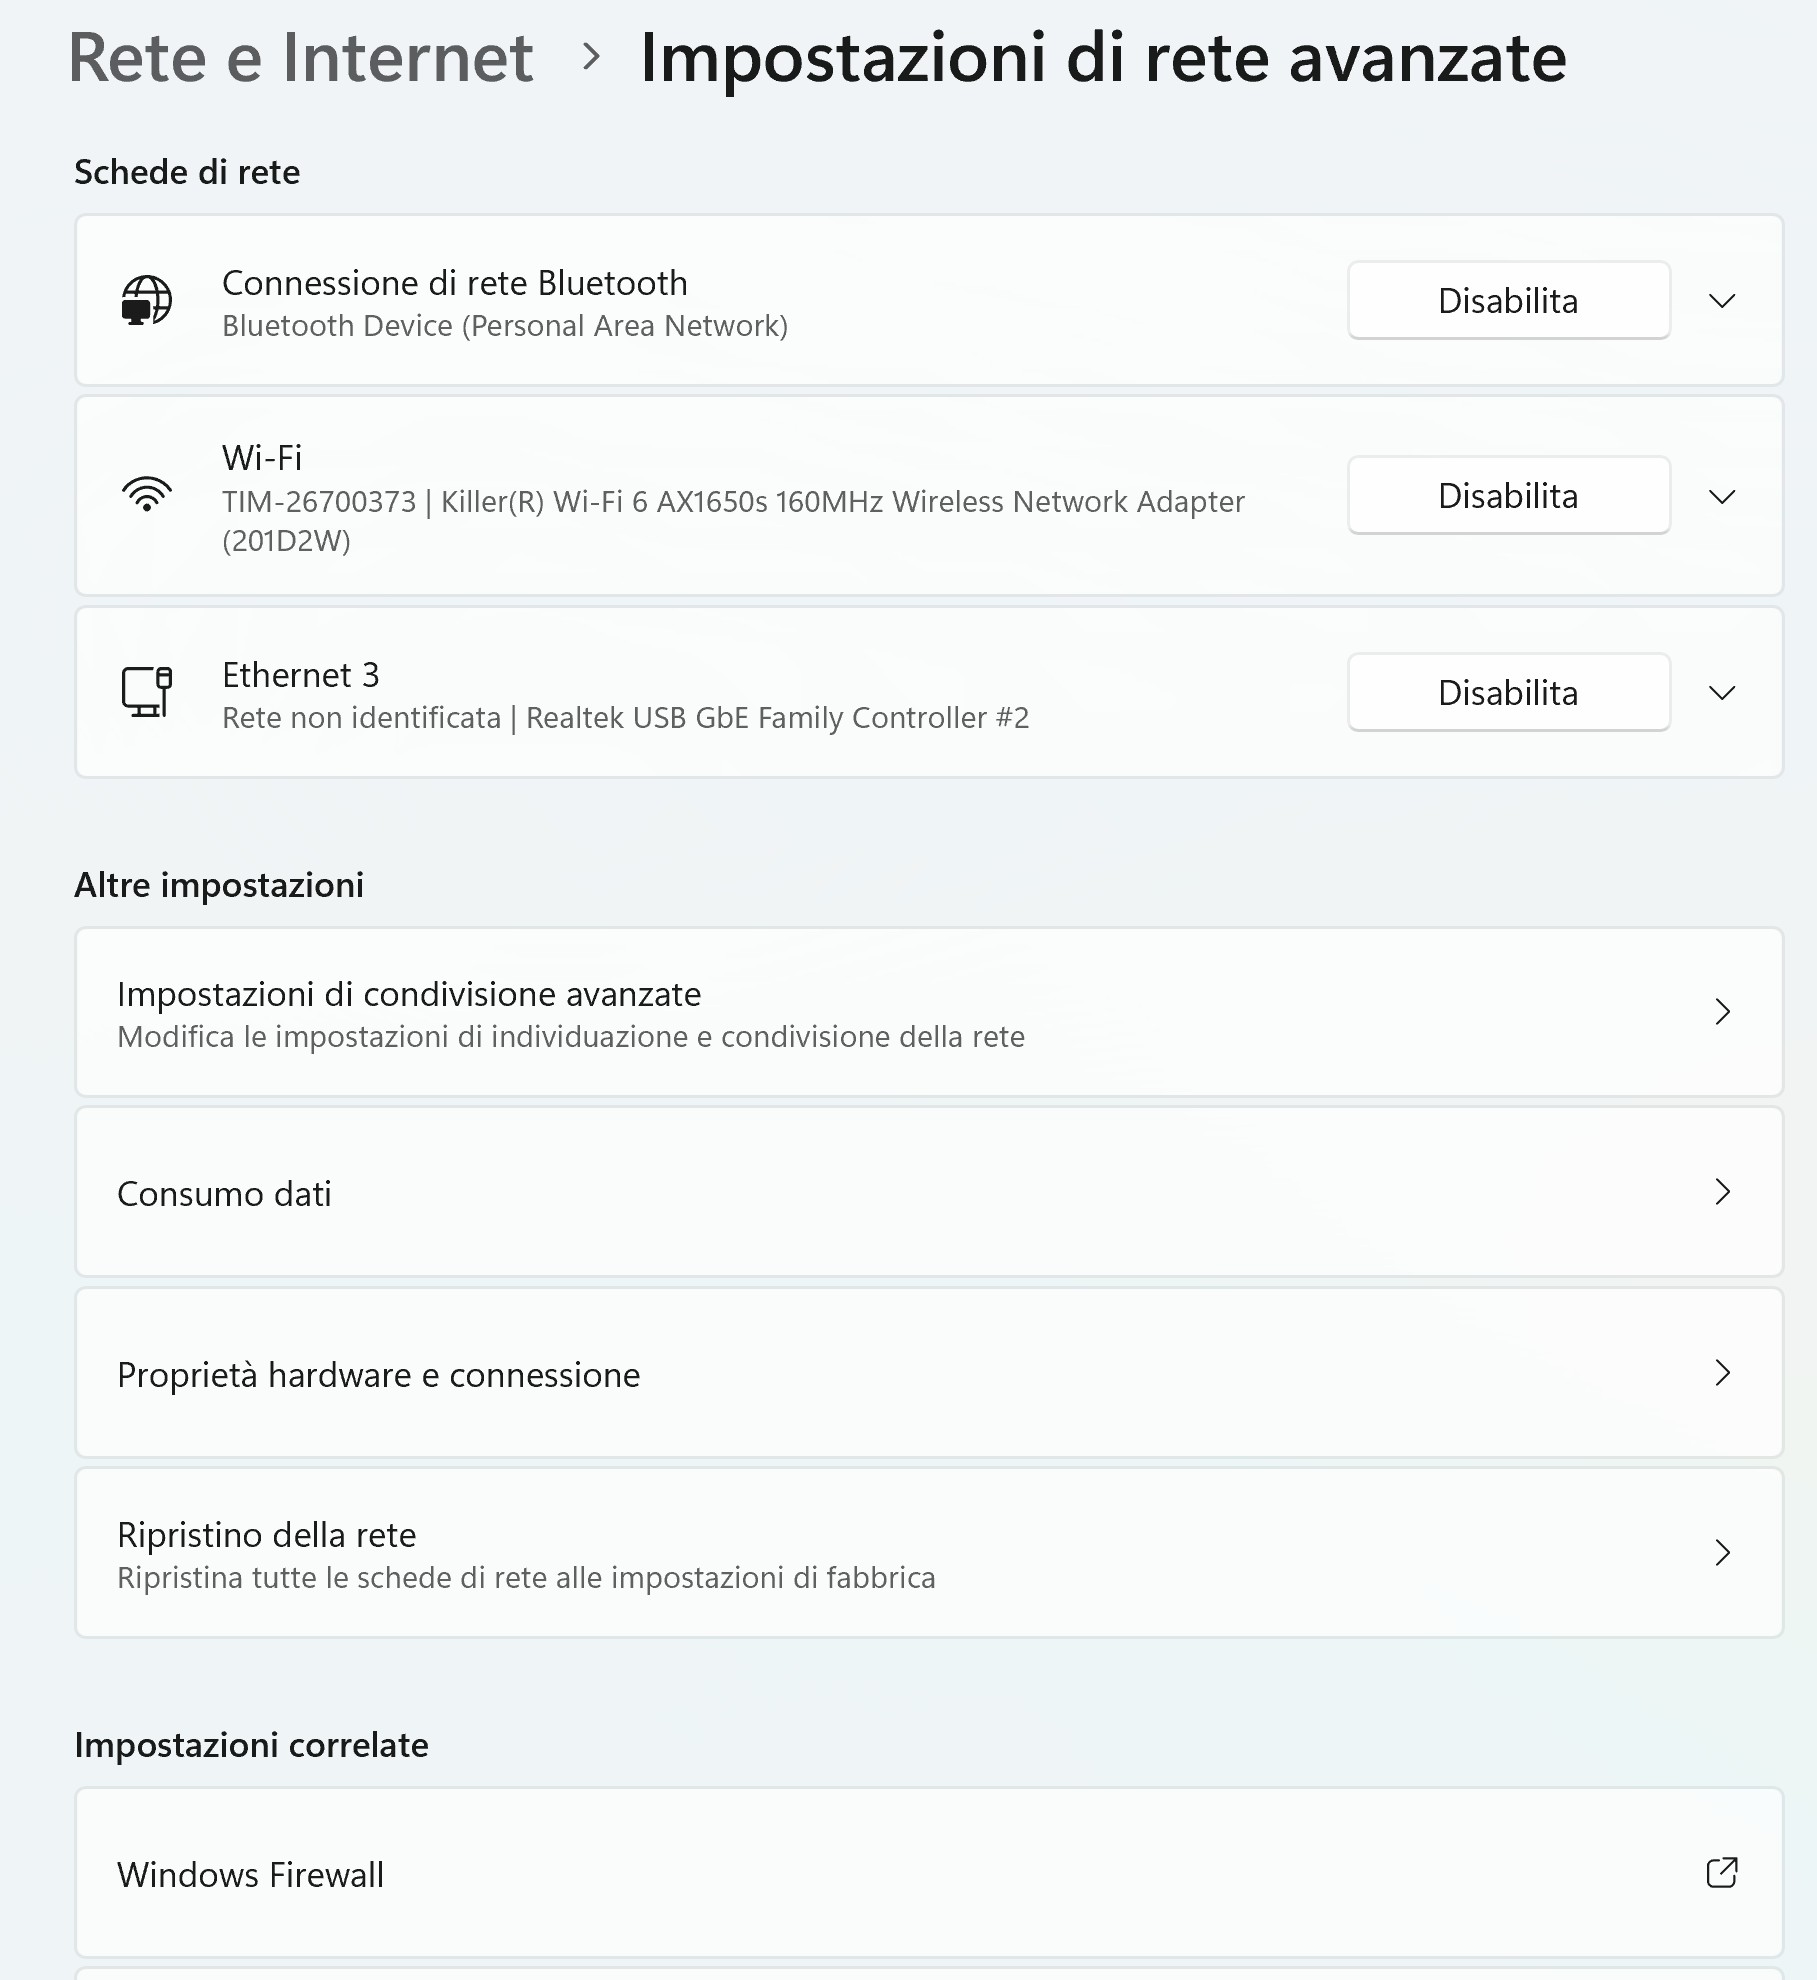 Rete e Internet > Impostazioni di rete avanzate
Schede di rete
Connessione di rete Bluetooth
Bluetooth Device (Personal Area Network)
Disabilita
Wi-Fi
TIM-26700373 | Killer(R) Wi-Fi 6 AX1650s 160MHz Wireless Network Adapter
(201D2W)
Disabilita
Ethernet 3
Rete non identificata | Realtek USB GbE Family Controller #2
Disabilita
Altre impostazioni
Impostazioni di condivisione avanzate
Modifica le impostazioni di individuazione e condivisione della rete
Consumo dati
Proprietà hardware e connessione
Ripristino della rete
Ripristina tutte le schede di rete alle impostazioni di fabbrica
Impostazioni correlate
Windows Firewall